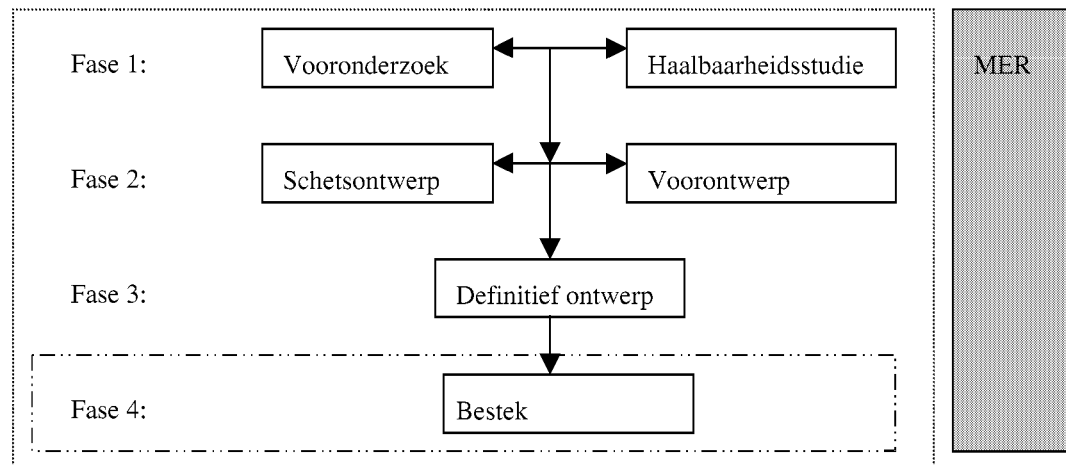 Fase 1: Vooronderzoek Haalbaarheidsstudie MER
Fase 2: Schetsontwerp Voorontwerp
Fase 3: Definitief ontwerp
Fase 4: Bestek